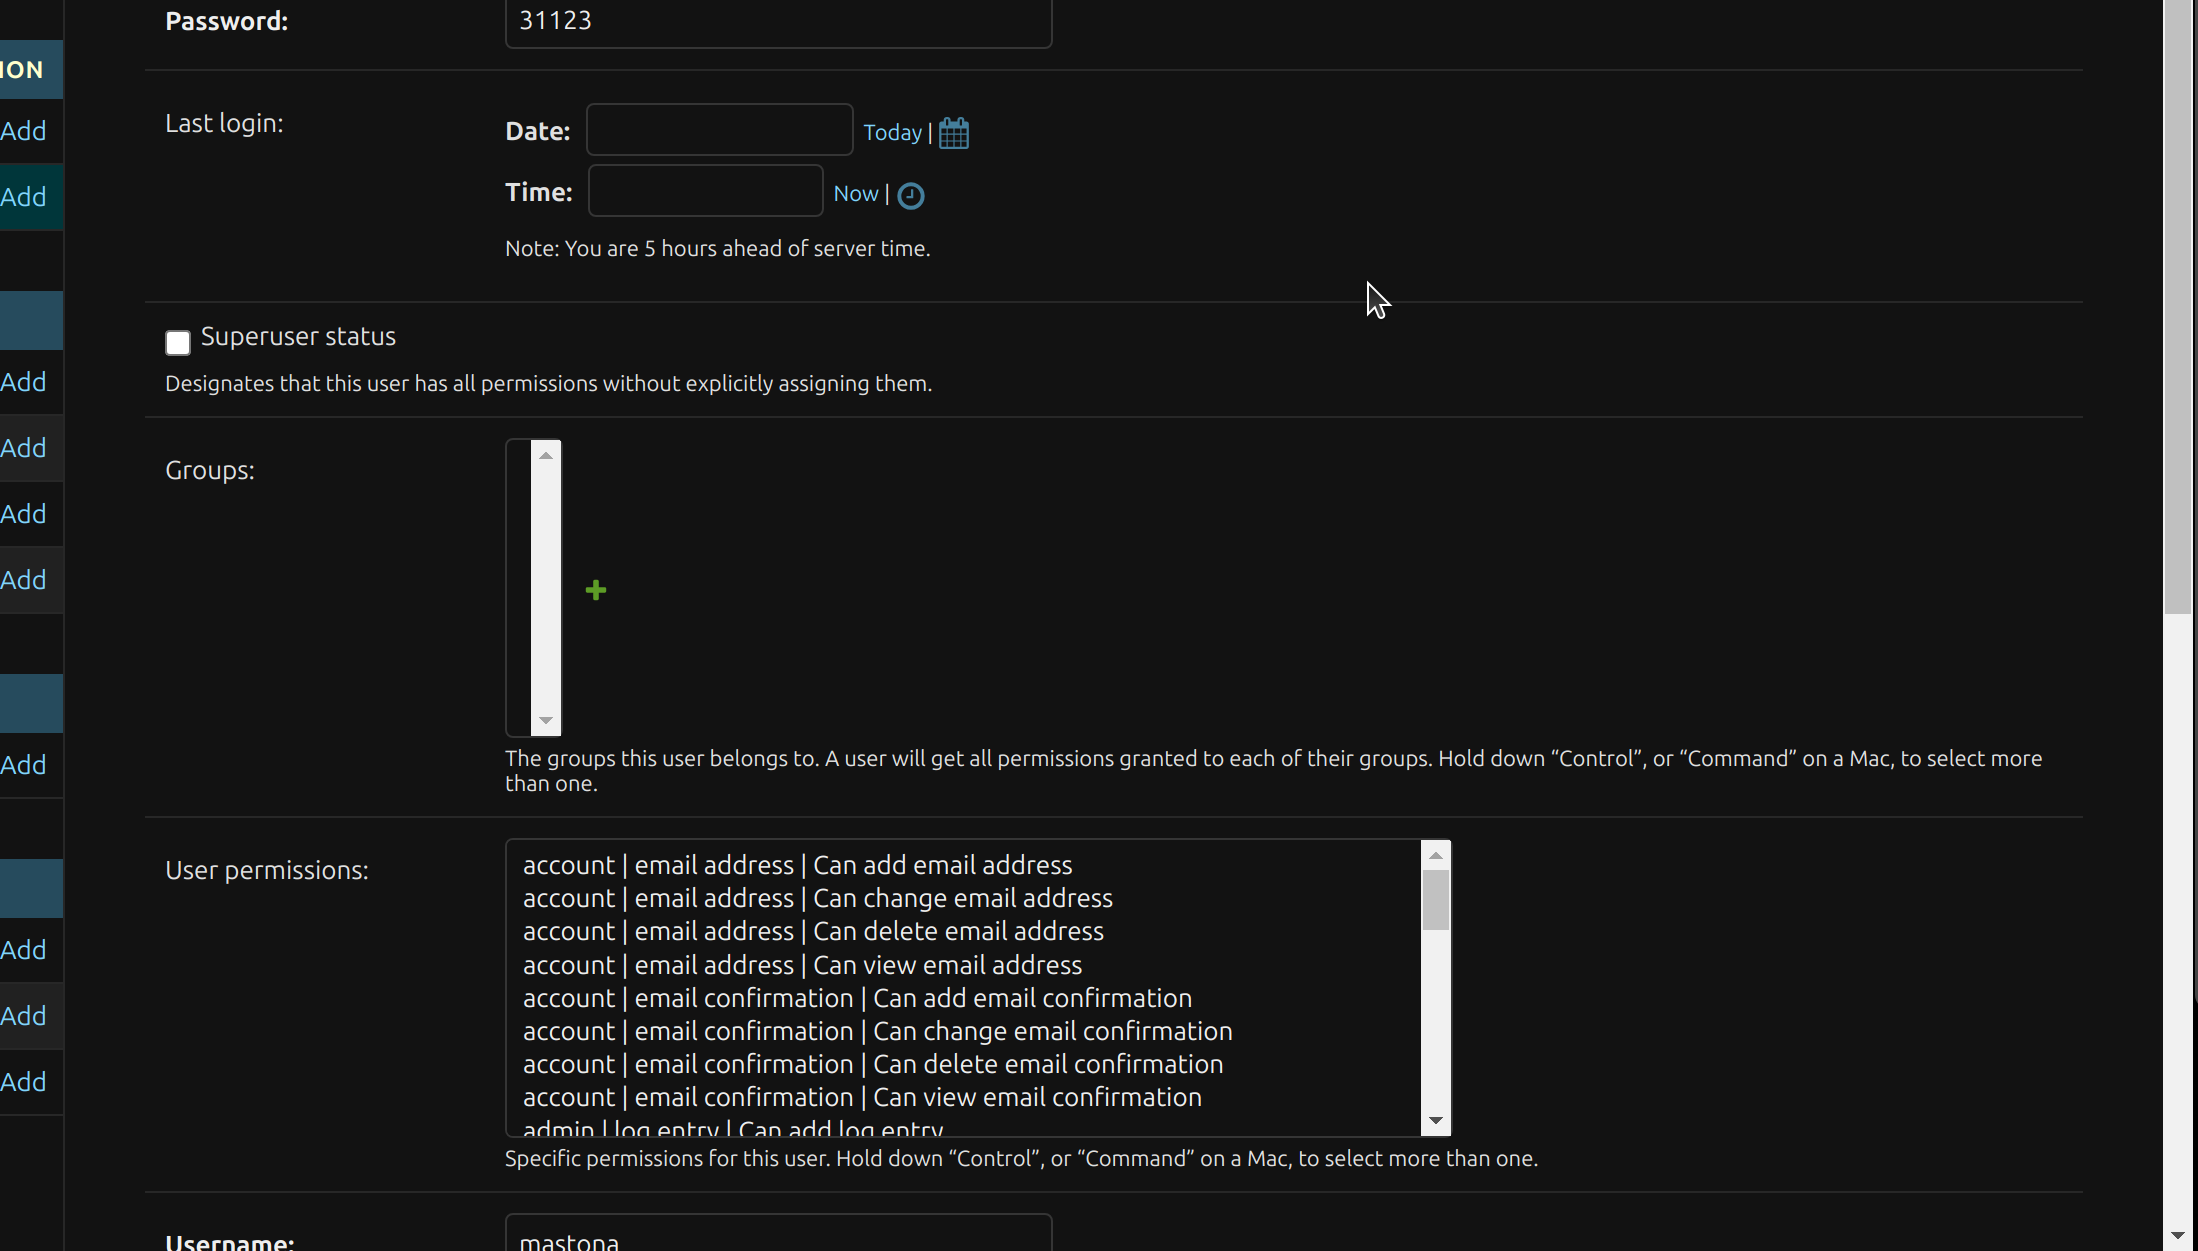 Password:
31123
ION
Last login:
Date:
Today |
Add
Time:
Now |
Add
Note: You are 5 hours ahead of server time.
Superuser status
Designates that this user has all permissions without explicitly assigning them.
Add
Groups:
Add
Add
Add
The groups this user belongs to. A user will get all permissions granted to each of their groups. Hold down “Control”, or “Command” on a Mac, to select more
than one.
Add
User permissions:
account | email address | Can add email address
account | email address | Can change email address
account | email address | Can delete email address
account | email address | Can view email address
account | email confirmation | Can add email confirmation
account | email confirmation | Can change email confirmation
account | email confirmation | Can delete email confirmation
account | email confirmation | Can view email confirmation
admin | log entry | Can add log entry
Add
Add
Add
Specific permissions for this user. Hold down “Control”, or “Command” on a Mac, to select more than one.
Username:
mastona